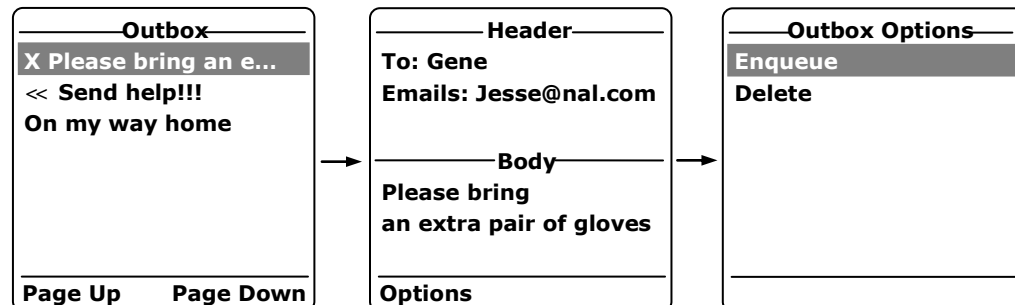 Outbox
X Please bring an e...
<< Send help!!!
On my way home
Page Up Page Down
Header
To: Gene
Emails: Jesse@nal.com
Body
Please bring
an extra pair of gloves
Options
Outbox Options
Enqueue
Delete